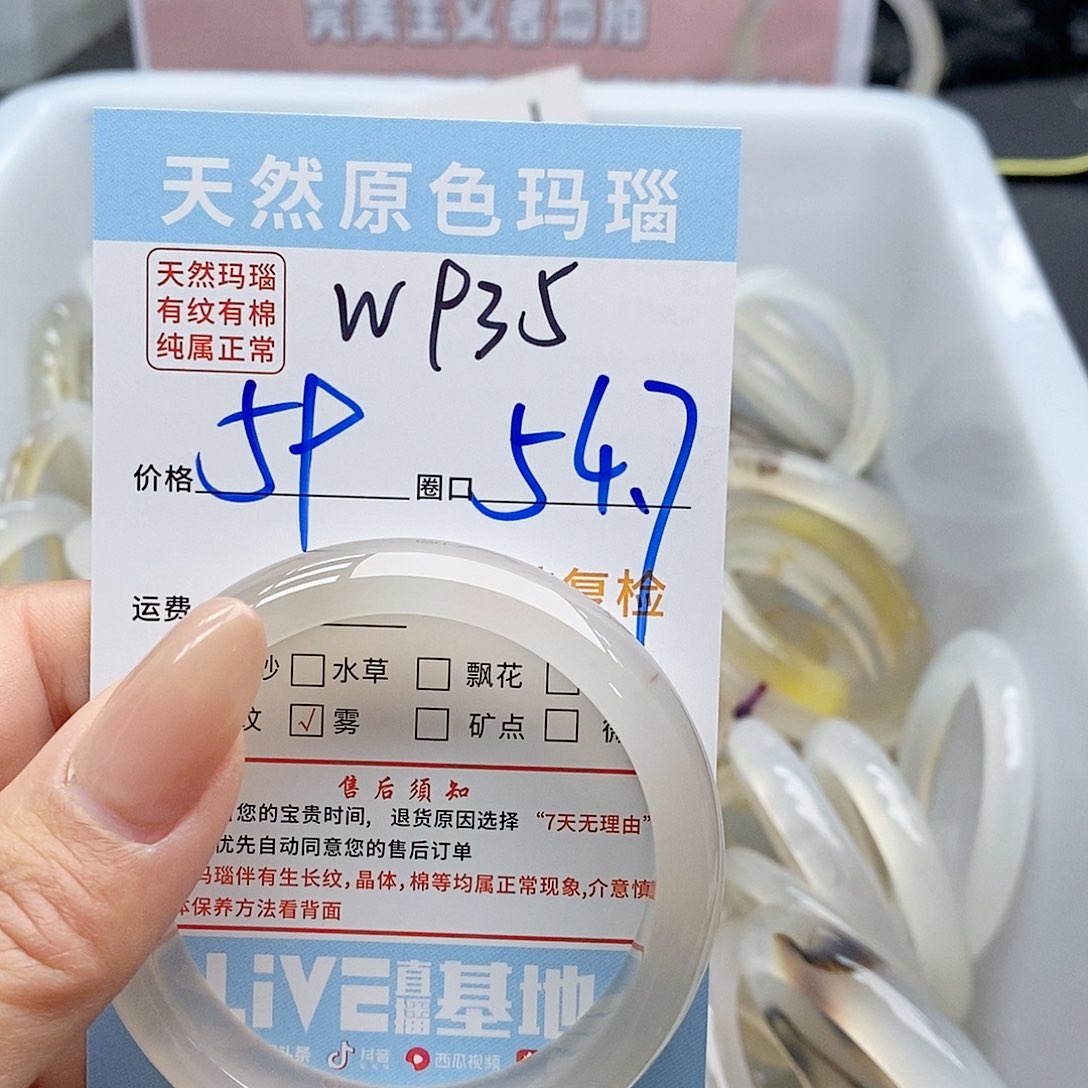 完美主义者勿拍
天然原色玛瑙
天然玛瑙
有纹有棉
纯属正常
WP35
价格 5P 圈口 54.7
运费
复检
水草 飘花
纹 √ 雾 矿点
售后须知
您的宝贵时间, 退货原因选择 “7天无理由”
优先自动同意您的售后订单
玛瑙伴有生长纹,晶体,棉等均属正常现象,介意慎
保养方法看背面
LiVE直播基地
头条 抖音 西瓜视频